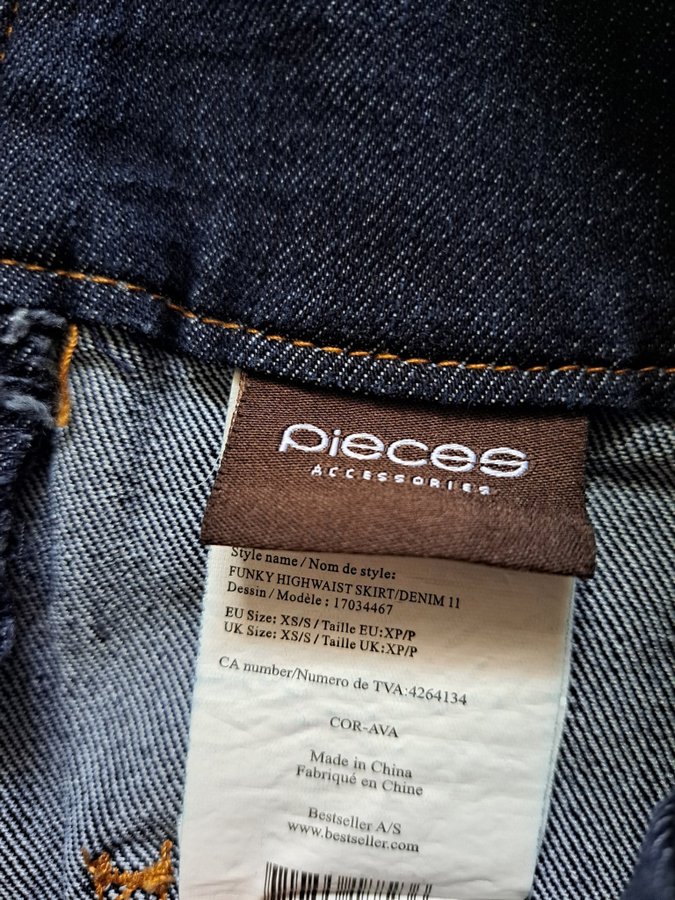 pieces
ACCESSORIES
Style name / Nom de style:
FUNKY HIGHWAIST SKIRT/DENIM 11
Dessin / Modèle : 17034467
EU Size: XS/S / Taille EU:XP/P
UK Size: XS/S / Taille UK:XP/P
CA number/Numero de TVA:4264134
COR-AVA
Made in China
Fabriqué en Chine
Bestseller A/S
www.bestseller.com